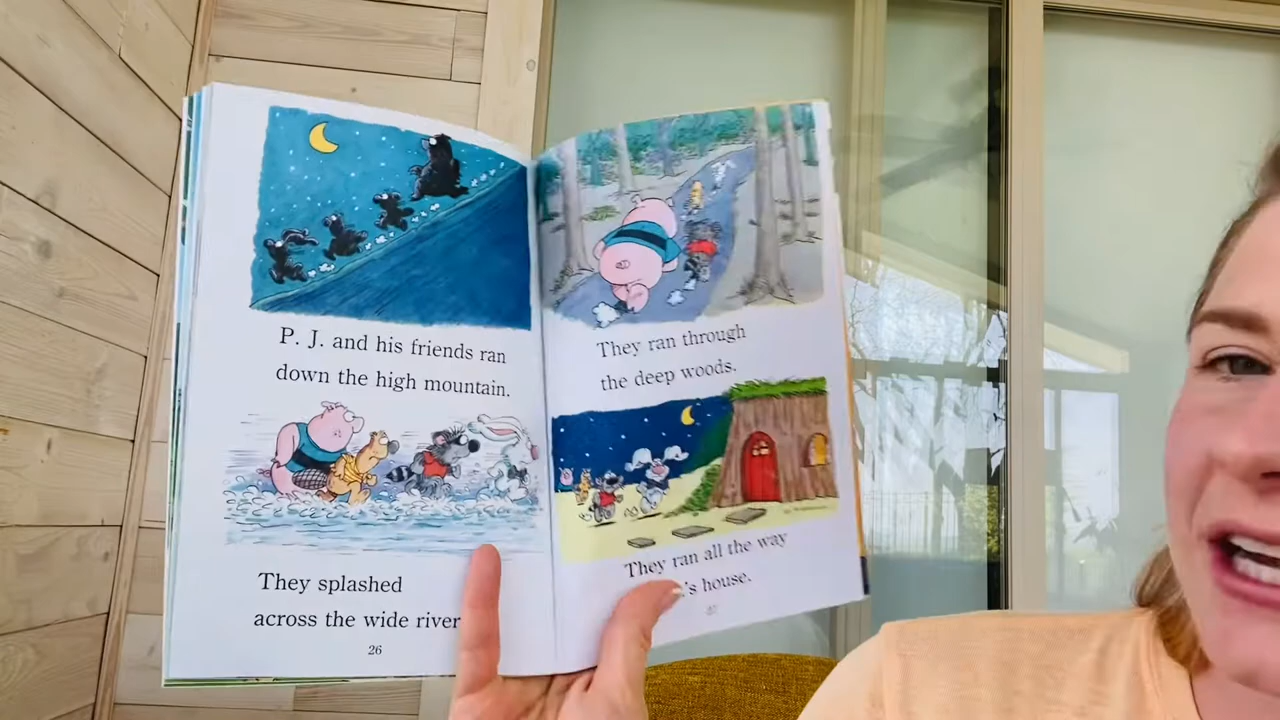 P. J. and his friends ran
down the high mountain.
They splashed
across the wide river
26
They ran through
the deep woods.
They ran all the way
's house.